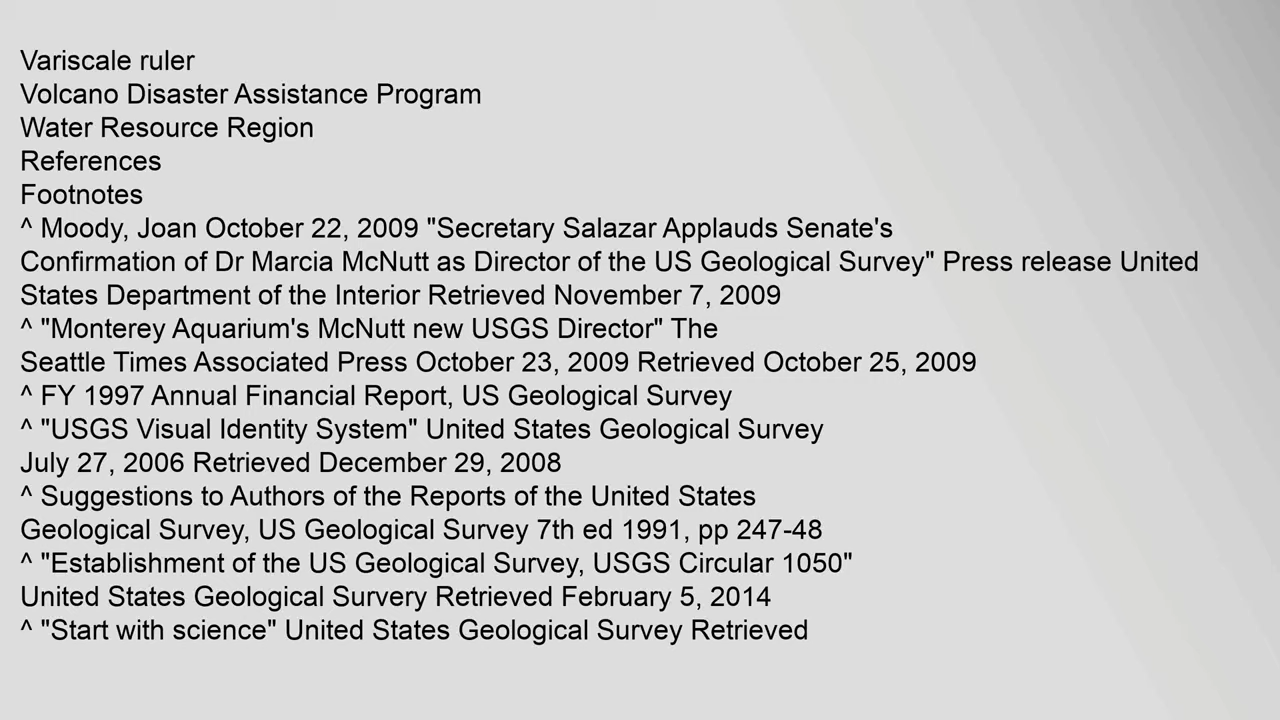 Variscale ruler
Volcano Disaster Assistance Program
Water Resource Region
References
Footnotes
^ Moody, Joan October 22, 2009 "Secretary Salazar Applauds Senate's
Confirmation of Dr Marcia McNutt as Director of the US Geological Survey" Press release United
States Department of the Interior Retrieved November 7, 2009
^ "Monterey Aquarium's McNutt new USGS Director" The
Seattle Times Associated Press October 23, 2009 Retrieved October 25, 2009
^ FY 1997 Annual Financial Report, US Geological Survey
^ "USGS Visual Identity System" United States Geological Survey
July 27, 2006 Retrieved December 29, 2008
^ Suggestions to Authors of the Reports of the United States
Geological Survey, US Geological Survey 7th ed 1991, pp 247-48
^ "Establishment of the US Geological Survey, USGS Circular 1050"
United States Geological Survery Retrieved February 5, 2014
^ "Start with science" United States Geological Survey Retrieved